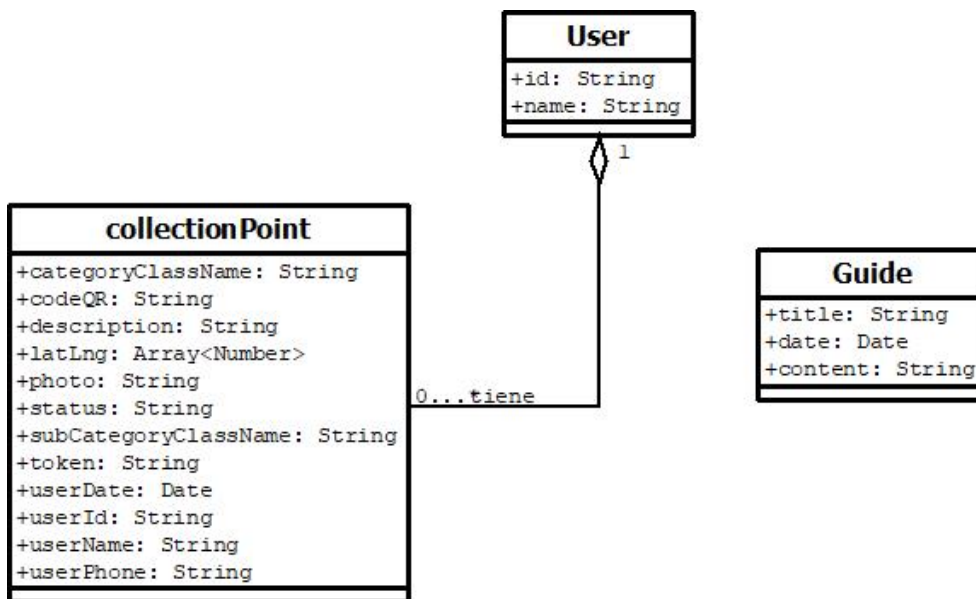 User
+id: String
+name: String
1
collectionPoint
+categoryClassName: String
+codeQR: String
+description: String
+latLng: Array<Number>
+photo: String
+status: String
+subCategoryClassName: String
+token: String
+userDate: Date
+userId: String
+userName: String
+userPhone: String
0...tiene
Guide
+title: String
+date: Date
+content: String